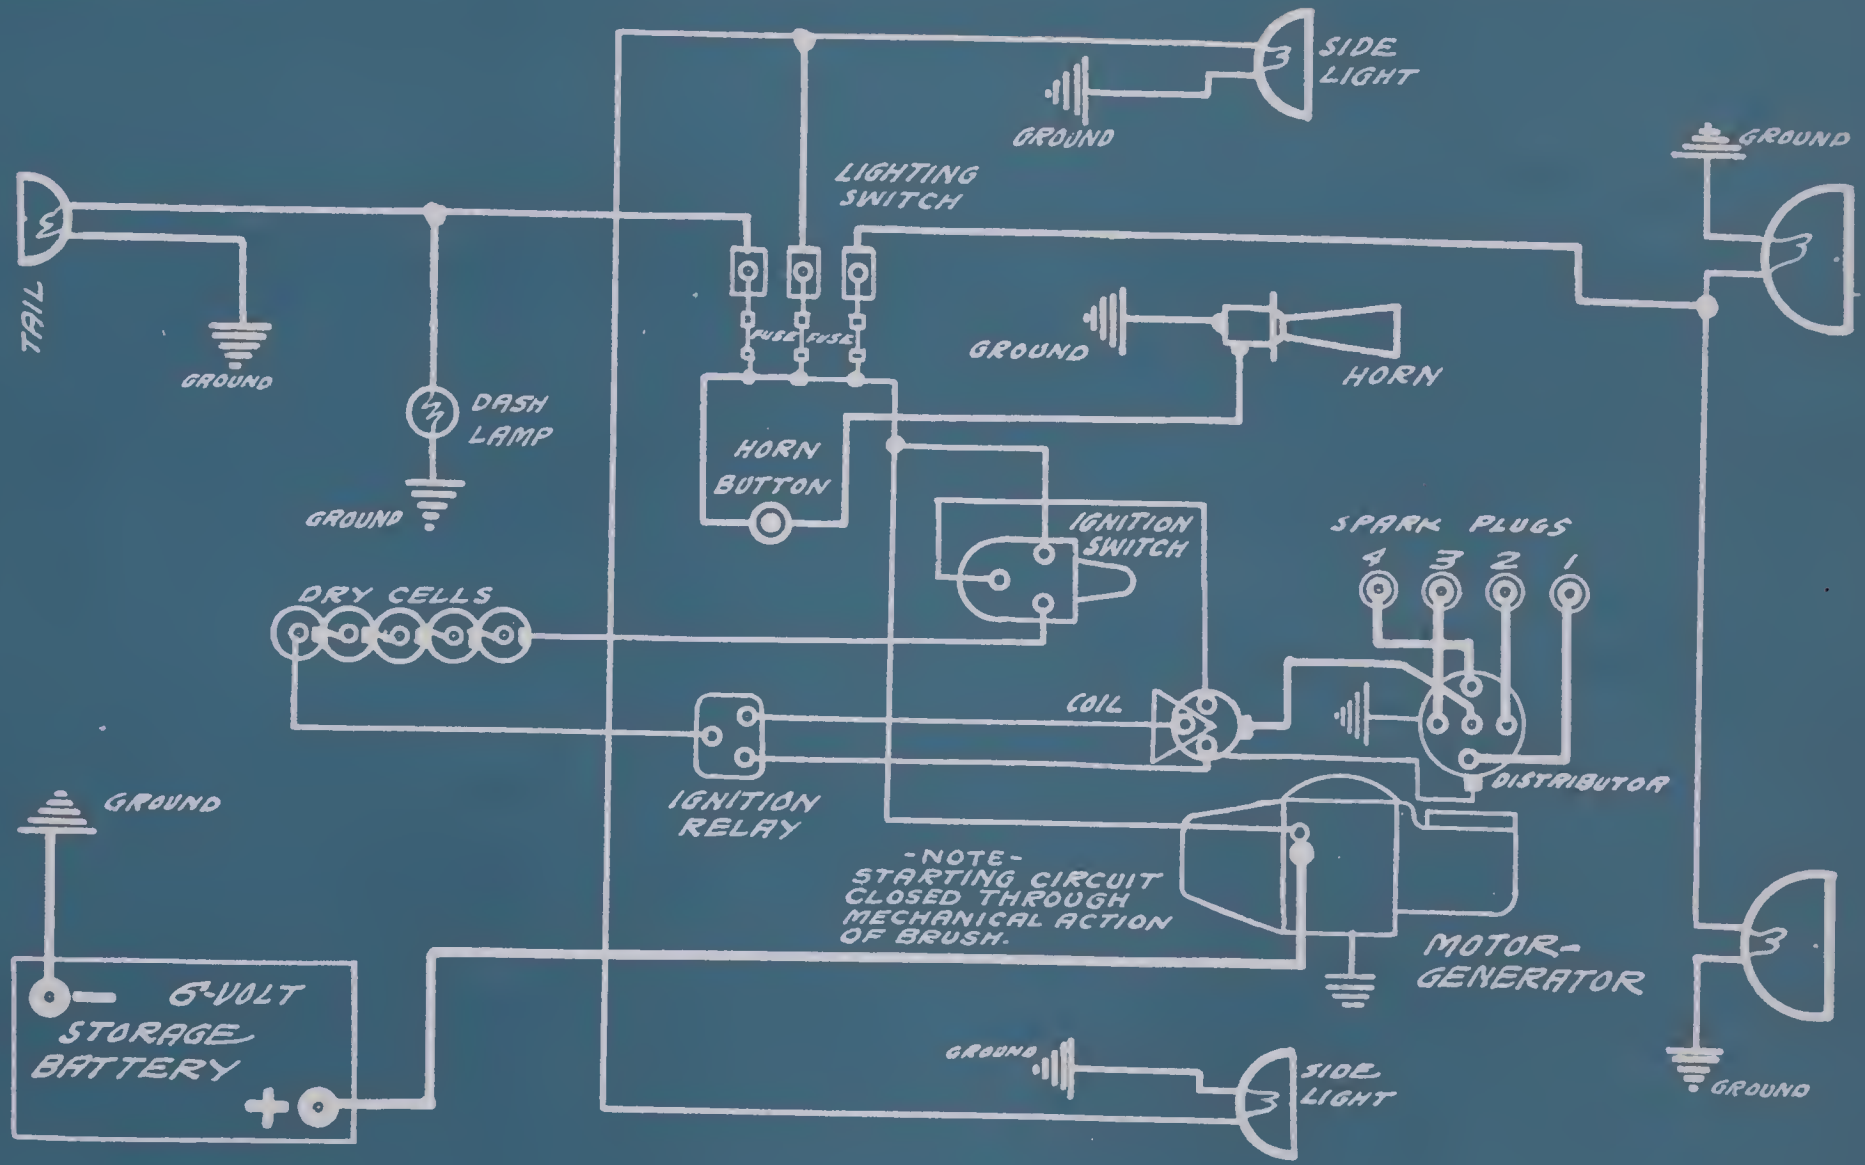 SIDE
LIGHT
GROUND
GROUND
LIGHTING
SWITCH
TAIL
GROUND
FUSE FUSE
GROUND
HORN
DASH
LAMP
GROUND
HORN
BUTTON
IGNITION
SWITCH
SPARK PLUGS
4 3 2 1
DRY CELLS
COIL
DISTRIBUTOR
IGNITION
RELAY
GROUND
-NOTE-
STARTING CIRCUIT
CLOSED THROUGH
MECHANICAL ACTION
OF BRUSH.
MOTOR-
GENERATOR
- 6-VOLT
STORAGE
BATTERY
+
GROUND
SIDE
LIGHT
GROUND